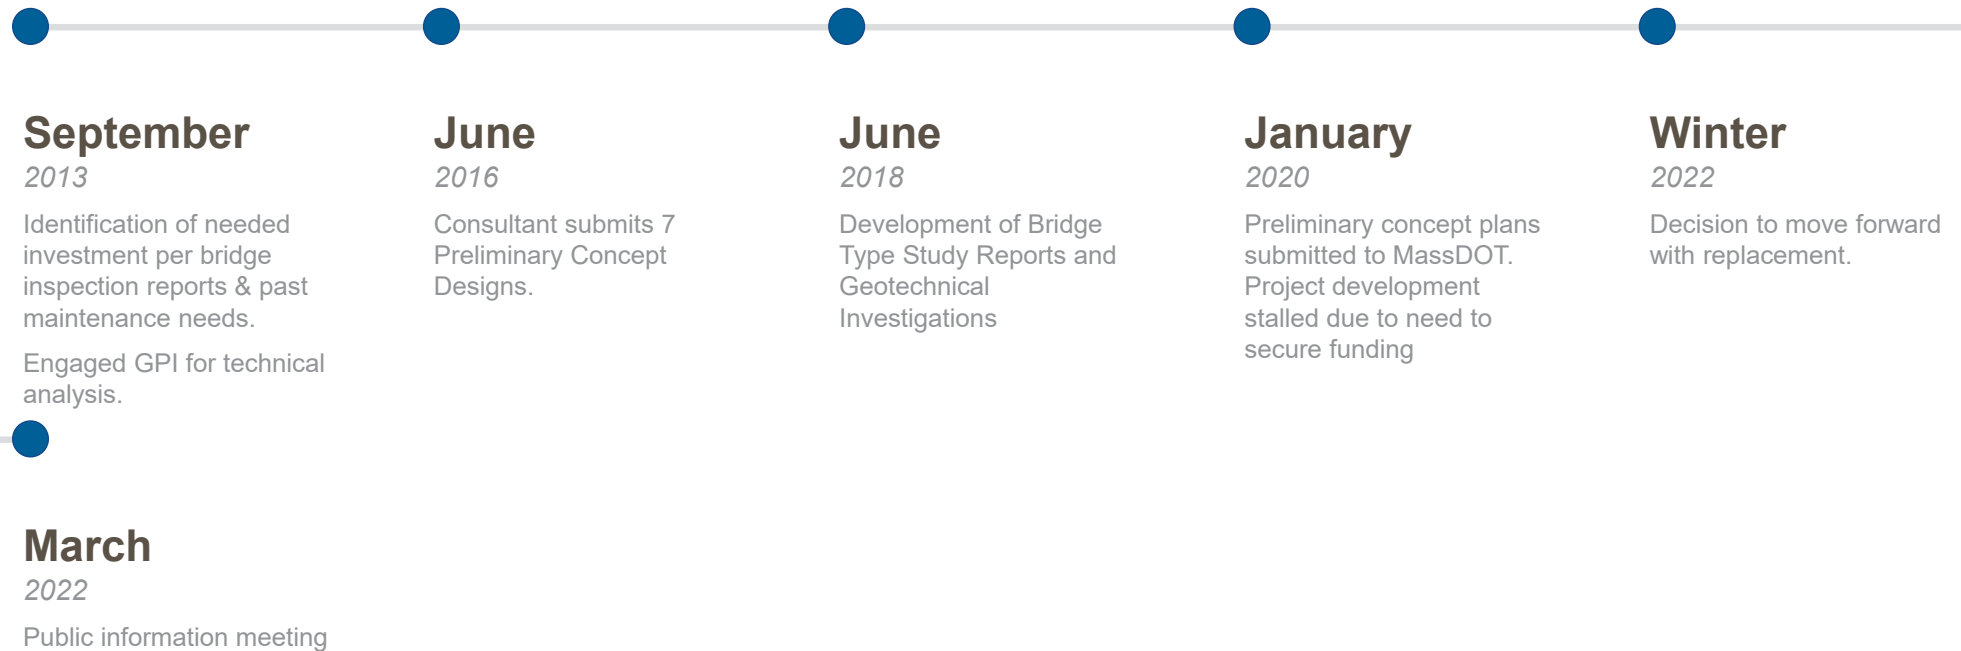 September
2013
Identification of needed
investment per bridge
inspection reports & past
maintenance needs.
Engaged GPI for technical
analysis.
June
2016
Consultant submits 7
Preliminary Concept
Designs.
June
2018
Development of Bridge
Type Study Reports and
Geotechnical
Investigations
January
2020
Preliminary concept plans
submitted to MassDOT.
Project development
stalled due to need to
secure funding
Winter
2022
Decision to move forward
with replacement.
March
2022
Public information meeting